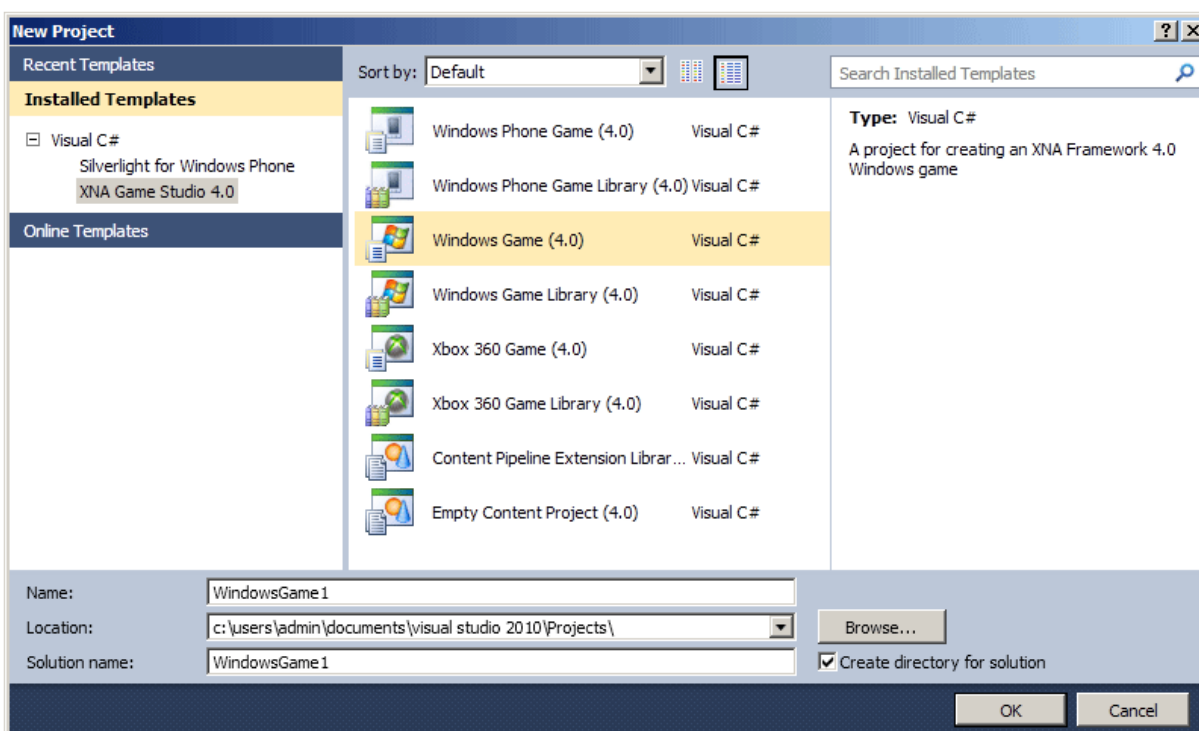 New Project
Recent Templates
Installed Templates
Visual C#
Silverlight for Windows Phone
XNA Game Studio 4.0
Online Templates
Sort by: Default
Windows Phone Game (4.0) Visual C#
Windows Phone Game Library (4.0) Visual C#
Windows Game (4.0) Visual C#
Windows Game Library (4.0) Visual C#
Xbox 360 Game (4.0) Visual C#
Xbox 360 Game Library (4.0) Visual C#
Content Pipeline Extension Librar... Visual C#
Empty Content Project (4.0) Visual C#
Search Installed Templates
Type: Visual C#
A project for creating an XNA Framework 4.0
Windows game
Name: WindowsGame1
Location: c:\users\admin\documents\visual studio 2010\Projects\ Browse...
Solution name: WindowsGame1 Create directory for solution
OK Cancel